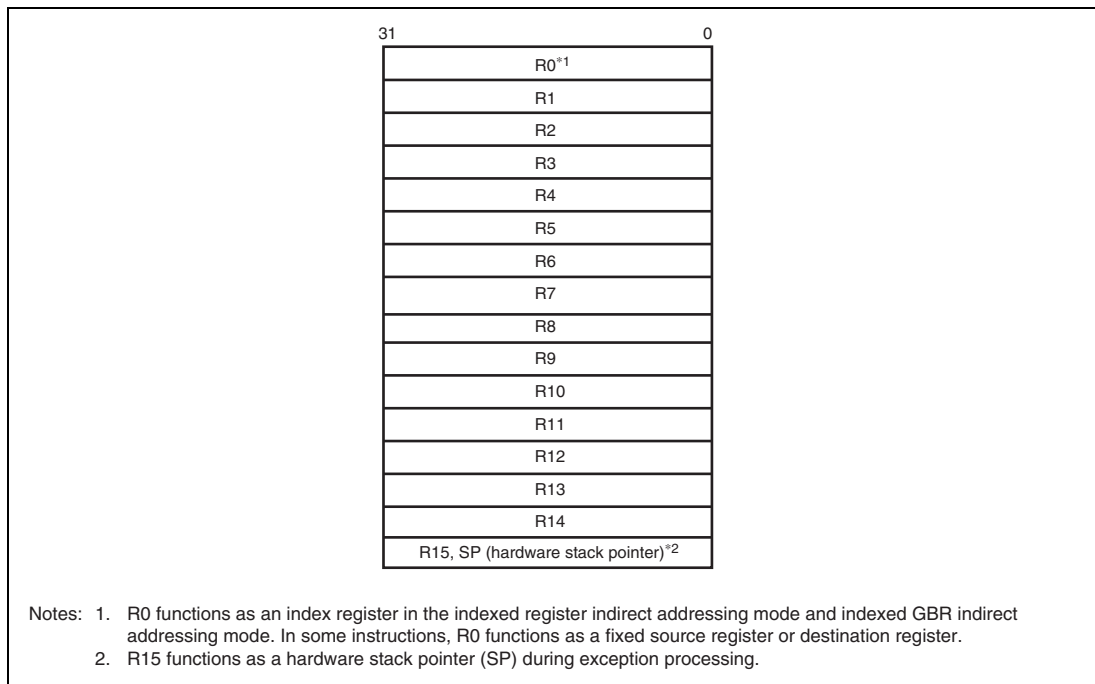 31 0
R0*1
R1
R2
R3
R4
R5
R6
R7
R8
R9
R10
R11
R12
R13
R14
R15, SP (hardware stack pointer)*2
Notes: 1. R0 functions as an index register in the indexed register indirect addressing mode and indexed GBR indirect
addressing mode. In some instructions, R0 functions as a fixed source register or destination register.
2. R15 functions as a hardware stack pointer (SP) during exception processing.